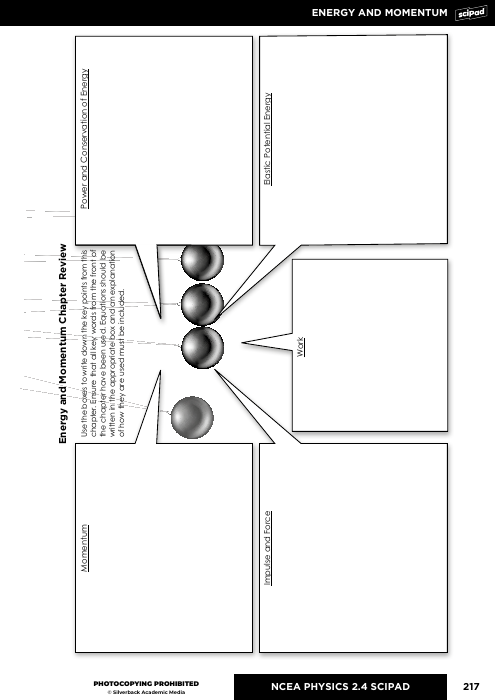 ENERGY AND MOMENTUM
scipad
Energy and Momentum Chapter Review
Use the boxes to write down the key points from this
chapter. Ensure that all key words from the front of
the chapter have been used. Equations should be
written in the appropriate box and an explanation
of how they are used must be included.
Momentum
Power and Conservation of Energy
Impulse and Force
Work
Elastic Potential Energy
PHOTOCOPYING PROHIBITED
© Silverback Academic Media
NCEA PHYSICS 2.4 SCIPAD
217